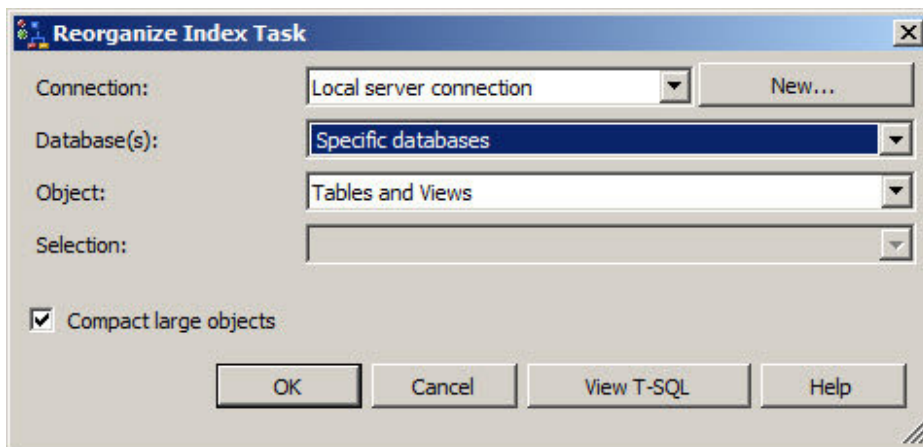 Reorganize Index Task
Connection: Local server connection New...
Database(s): Specific databases
Object: Tables and Views
Selection:
Compact large objects
OK Cancel View T-SQL Help